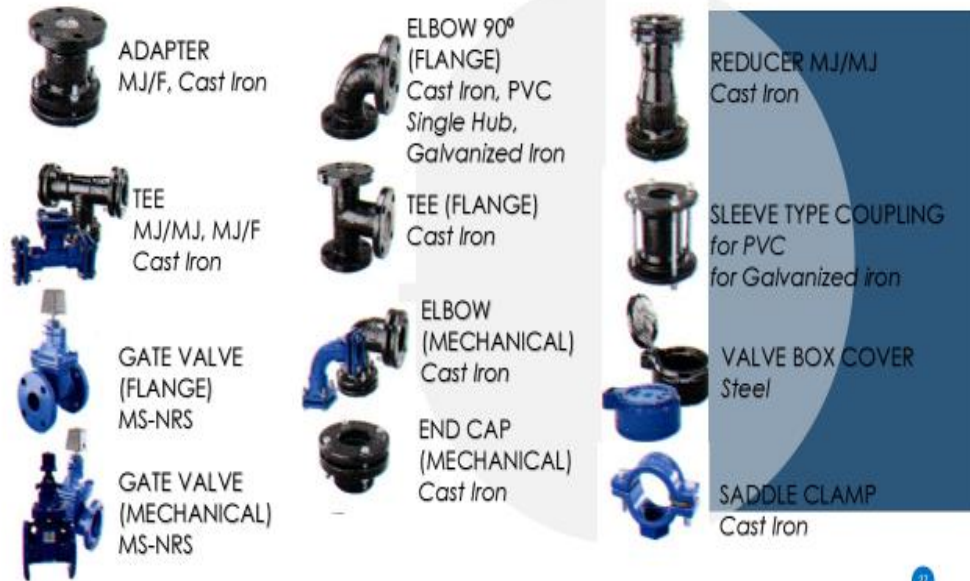 ADAPTER
MJ/F, Cast Iron
TEE
MJ/MJ, MJ/F
Cast Iron
GATE VALVE
(FLANGE)
MS-NRS
GATE VALVE
(MECHANICAL)
MS-NRS
ELBOW 90º
(FLANGE)
Cast Iron, PVC
Single Hub,
Galvanized Iron
TEE (FLANGE)
Cast Iron
ELBOW
(MECHANICAL)
Cast Iron
END CAP
(MECHANICAL)
Cast Iron
REDUCER MJ/MJ
Cast Iron
SLEEVE TYPE COUPLING
for PVC
for Galvanized iron
VALVE BOX COVER
Steel
SADDLE CLAMP
Cast Iron